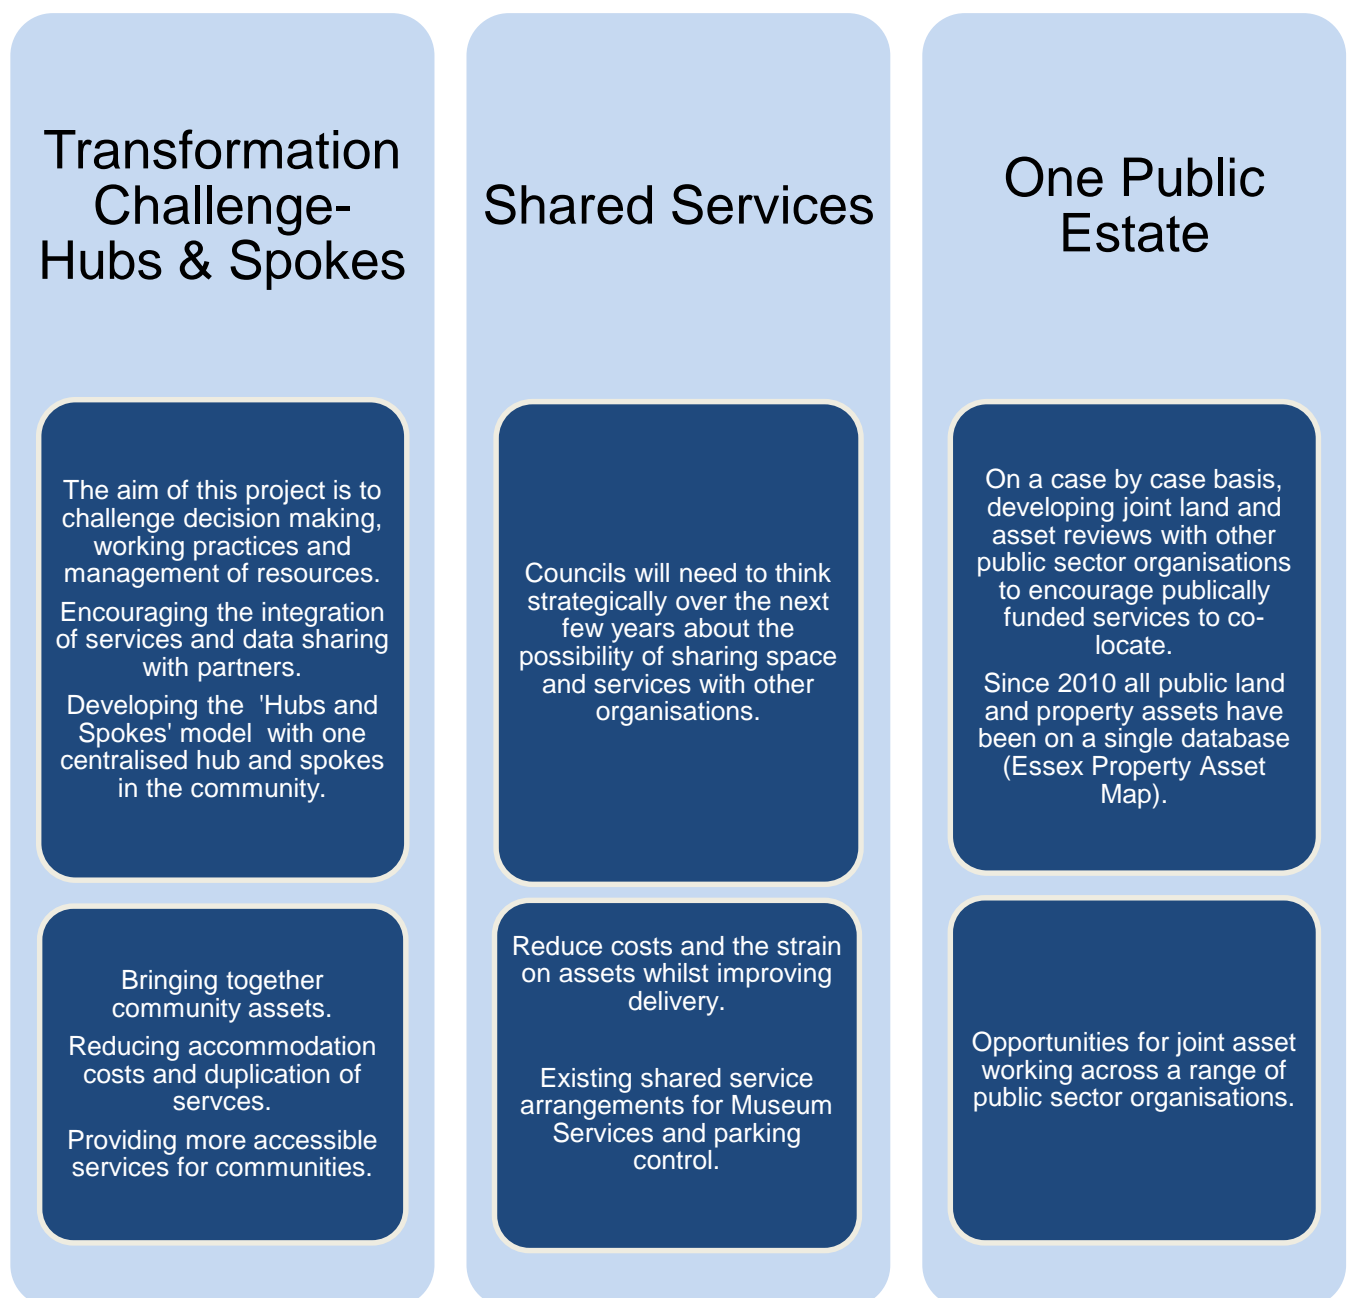 Transformation
Challenge-
Hubs & Spokes
The aim of this project is to
challenge decision making,
working practices and
management of resources.
Encouraging the integration
of services and data sharing
with partners.
Developing the  'Hubs and
Spokes' model  with one
centralised hub and spokes
in the community.
Bringing together
community assets.
Reducing accommodation
costs and duplication of
servces.
Providing more accessible
services for communities.
Shared Services
Councils will need to think
strategically over the next
few years about the
possibility of sharing space
and services with other
organisations.
Reduce costs and the strain
on assets whilst improving
delivery.
Existing shared service
arrangements for Museum
Services and parking
control.
One Public
Estate
On a case by case basis,
developing joint land and
asset reviews with other
public sector organisations
to encourage publically
funded services to co-
locate.
Since 2010 all public land
and property assets have
been on a single database
(Essex Property Asset
Map).
Opportunities for joint asset
working across a range of
public sector organisations.